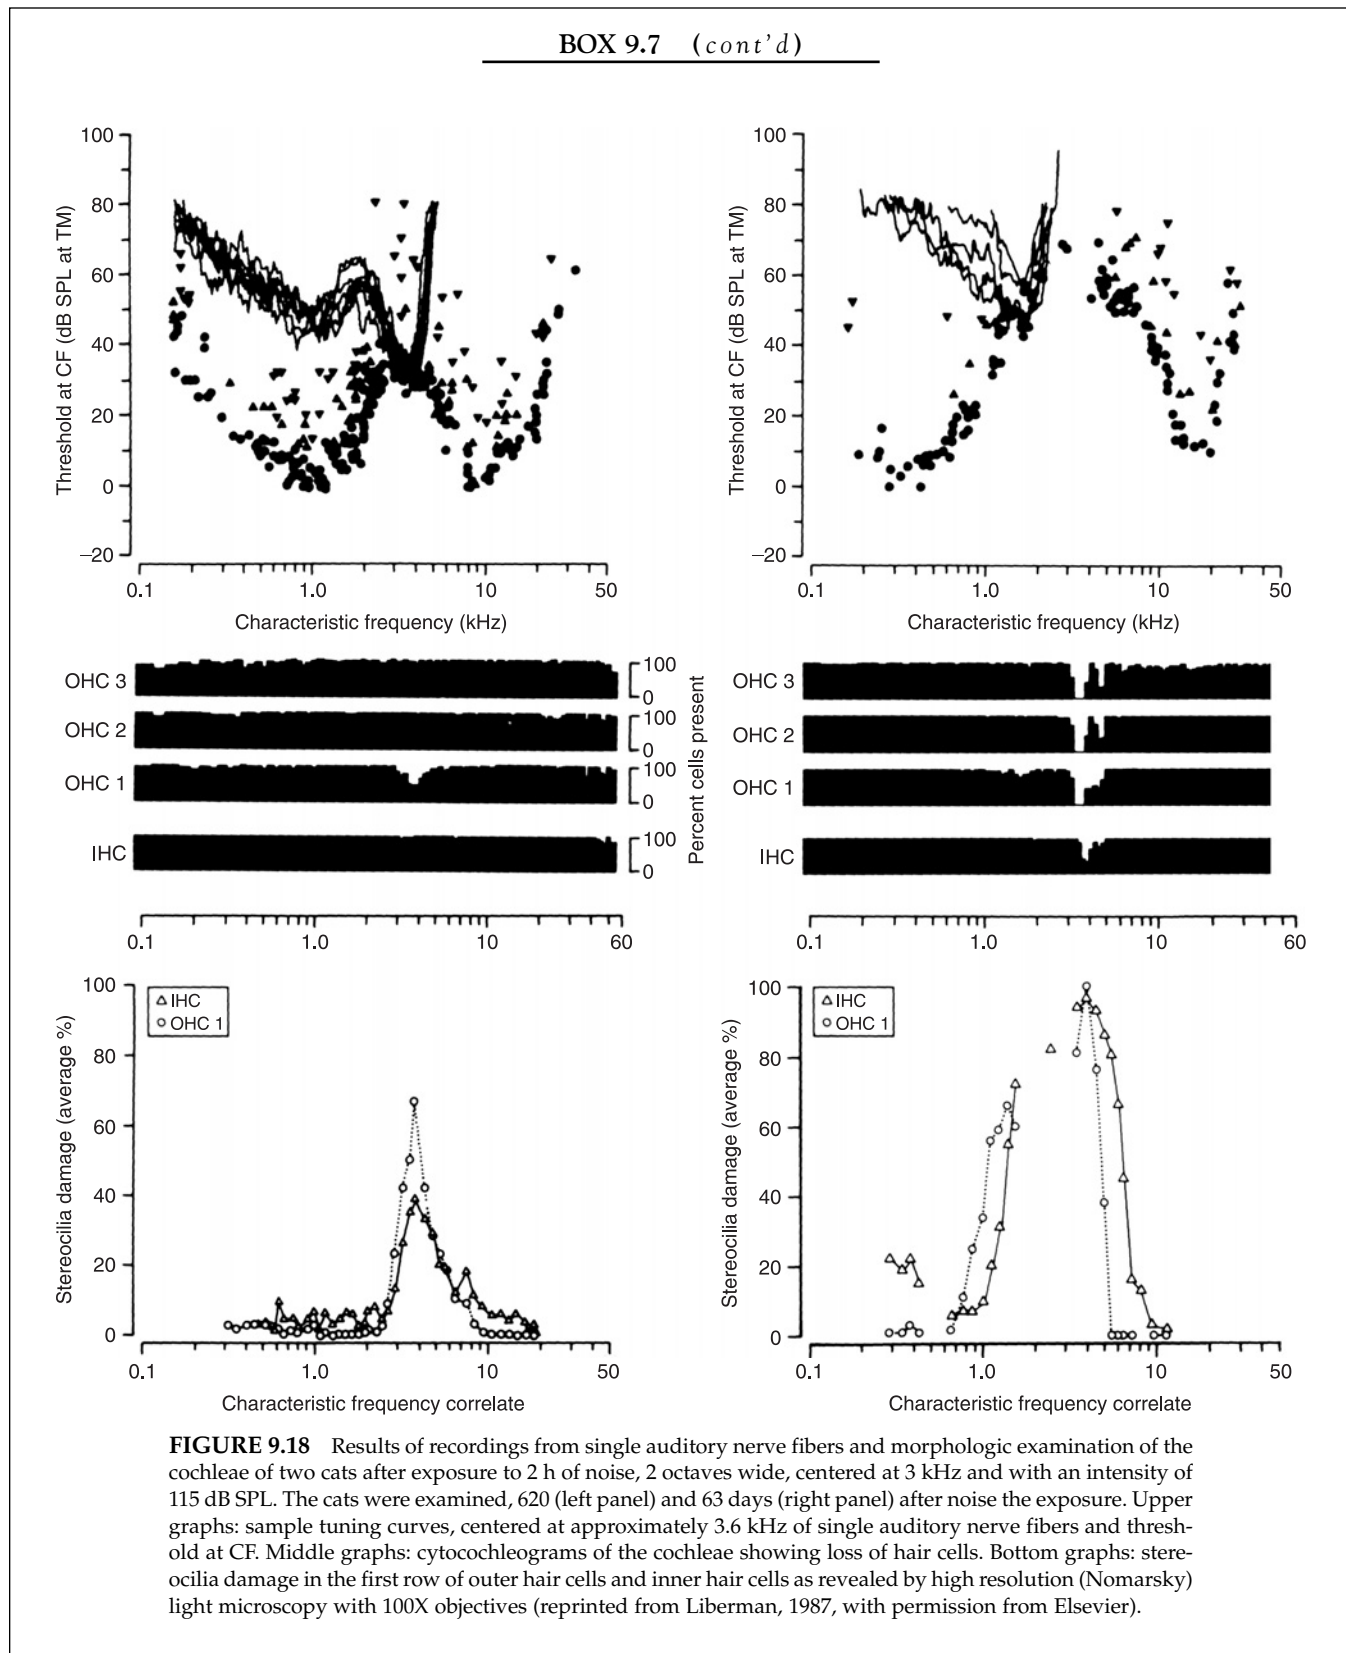 BOX 9.7 (cont'd)
100
80
60
40
20
0
−20
Threshold at CF (dB SPL at TM)
0.1 1.0 10 50
Characteristic frequency (kHz)
100
80
60
40
20
0
−20
Threshold at CF (dB SPL at TM)
0.1 1.0 10 50
Characteristic frequency (kHz)
OHC 3
100
0
OHC 2
100
0
OHC 1
100
0
IHC
100
0
Percent cells present
0.1 1.0 10 60
OHC 3
OHC 2
OHC 1
IHC
0.1 1.0 10 60
100
80
60
40
20
0
Stereocilia damage (average %)
IHC
OHC 1
0.1 1.0 10 50
Characteristic frequency correlate
100
80
60
40
20
0
Stereocilia damage (average %)
IHC
OHC 1
0.1 1.0 10 50
Characteristic frequency correlate
FIGURE 9.18 Results of recordings from single auditory nerve fibers and morphologic examination of the
cochleae of two cats after exposure to 2 h of noise, 2 octaves wide, centered at 3 kHz and with an intensity of
115 dB SPL. The cats were examined, 620 (left panel) and 63 days (right panel) after noise the exposure. Upper
graphs: sample tuning curves, centered at approximately 3.6 kHz of single auditory nerve fibers and thresh-
old at CF. Middle graphs: cytocochleograms of the cochleae showing loss of hair cells. Bottom graphs: stere-
ocilia damage in the first row of outer hair cells and inner hair cells as revealed by high resolution (Nomarsky)
light microscopy with 100X objectives (reprinted from Liberman, 1987, with permission from Elsevier).